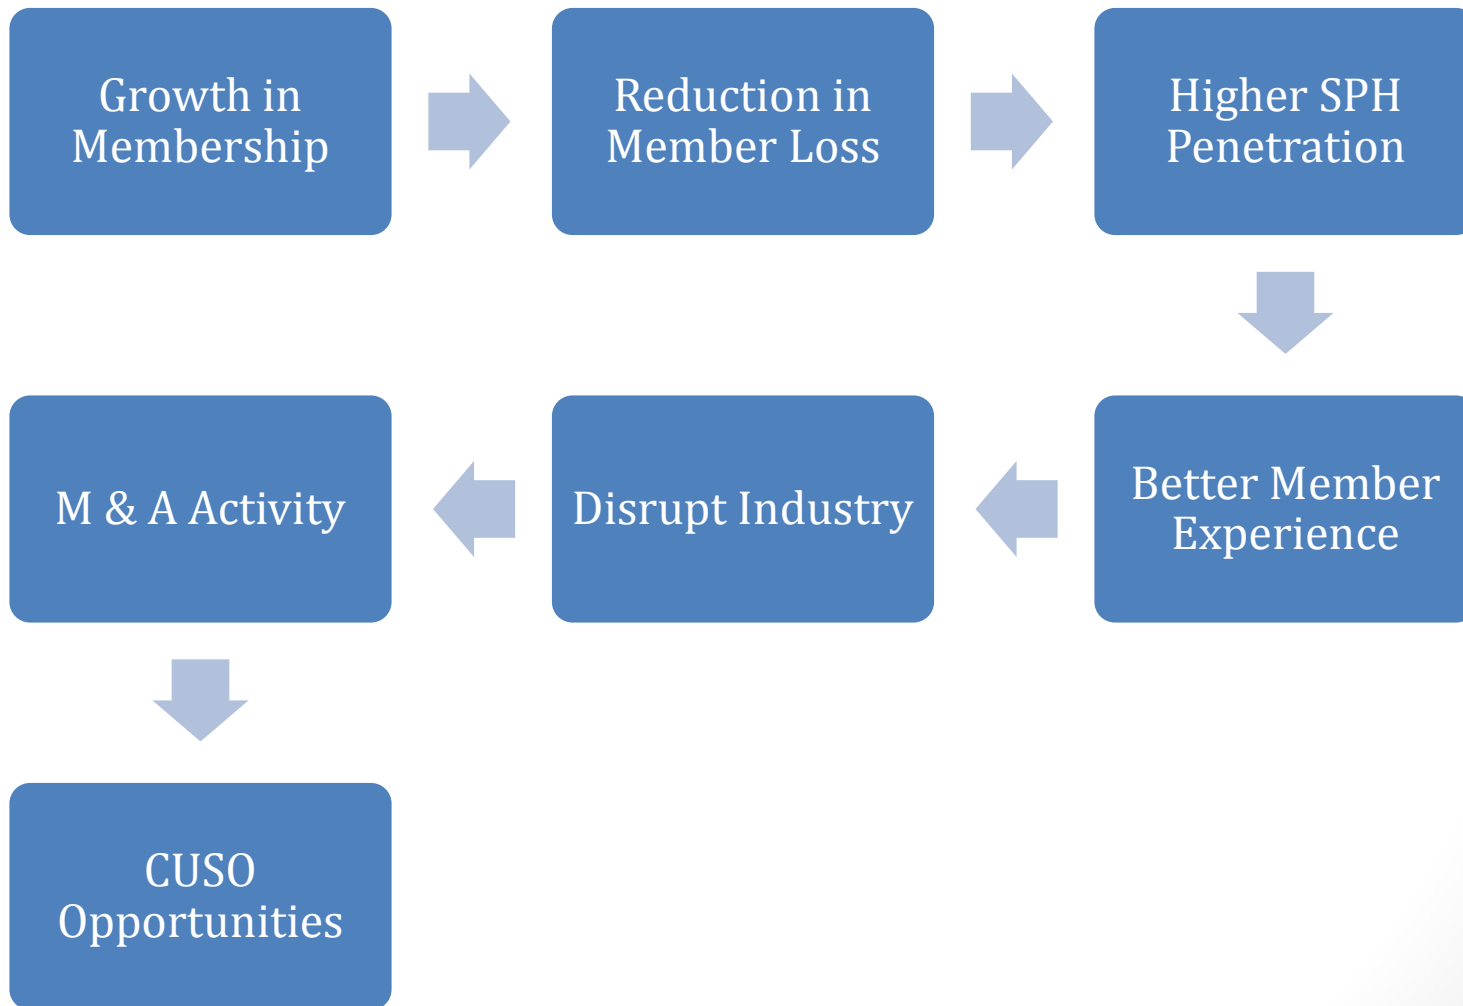 Growth in
Membership
Reduction in
Member Loss
Higher SPH
Penetration
Better Member
Experience
Disrupt Industry
M & A Activity
CUSO
Opportunities